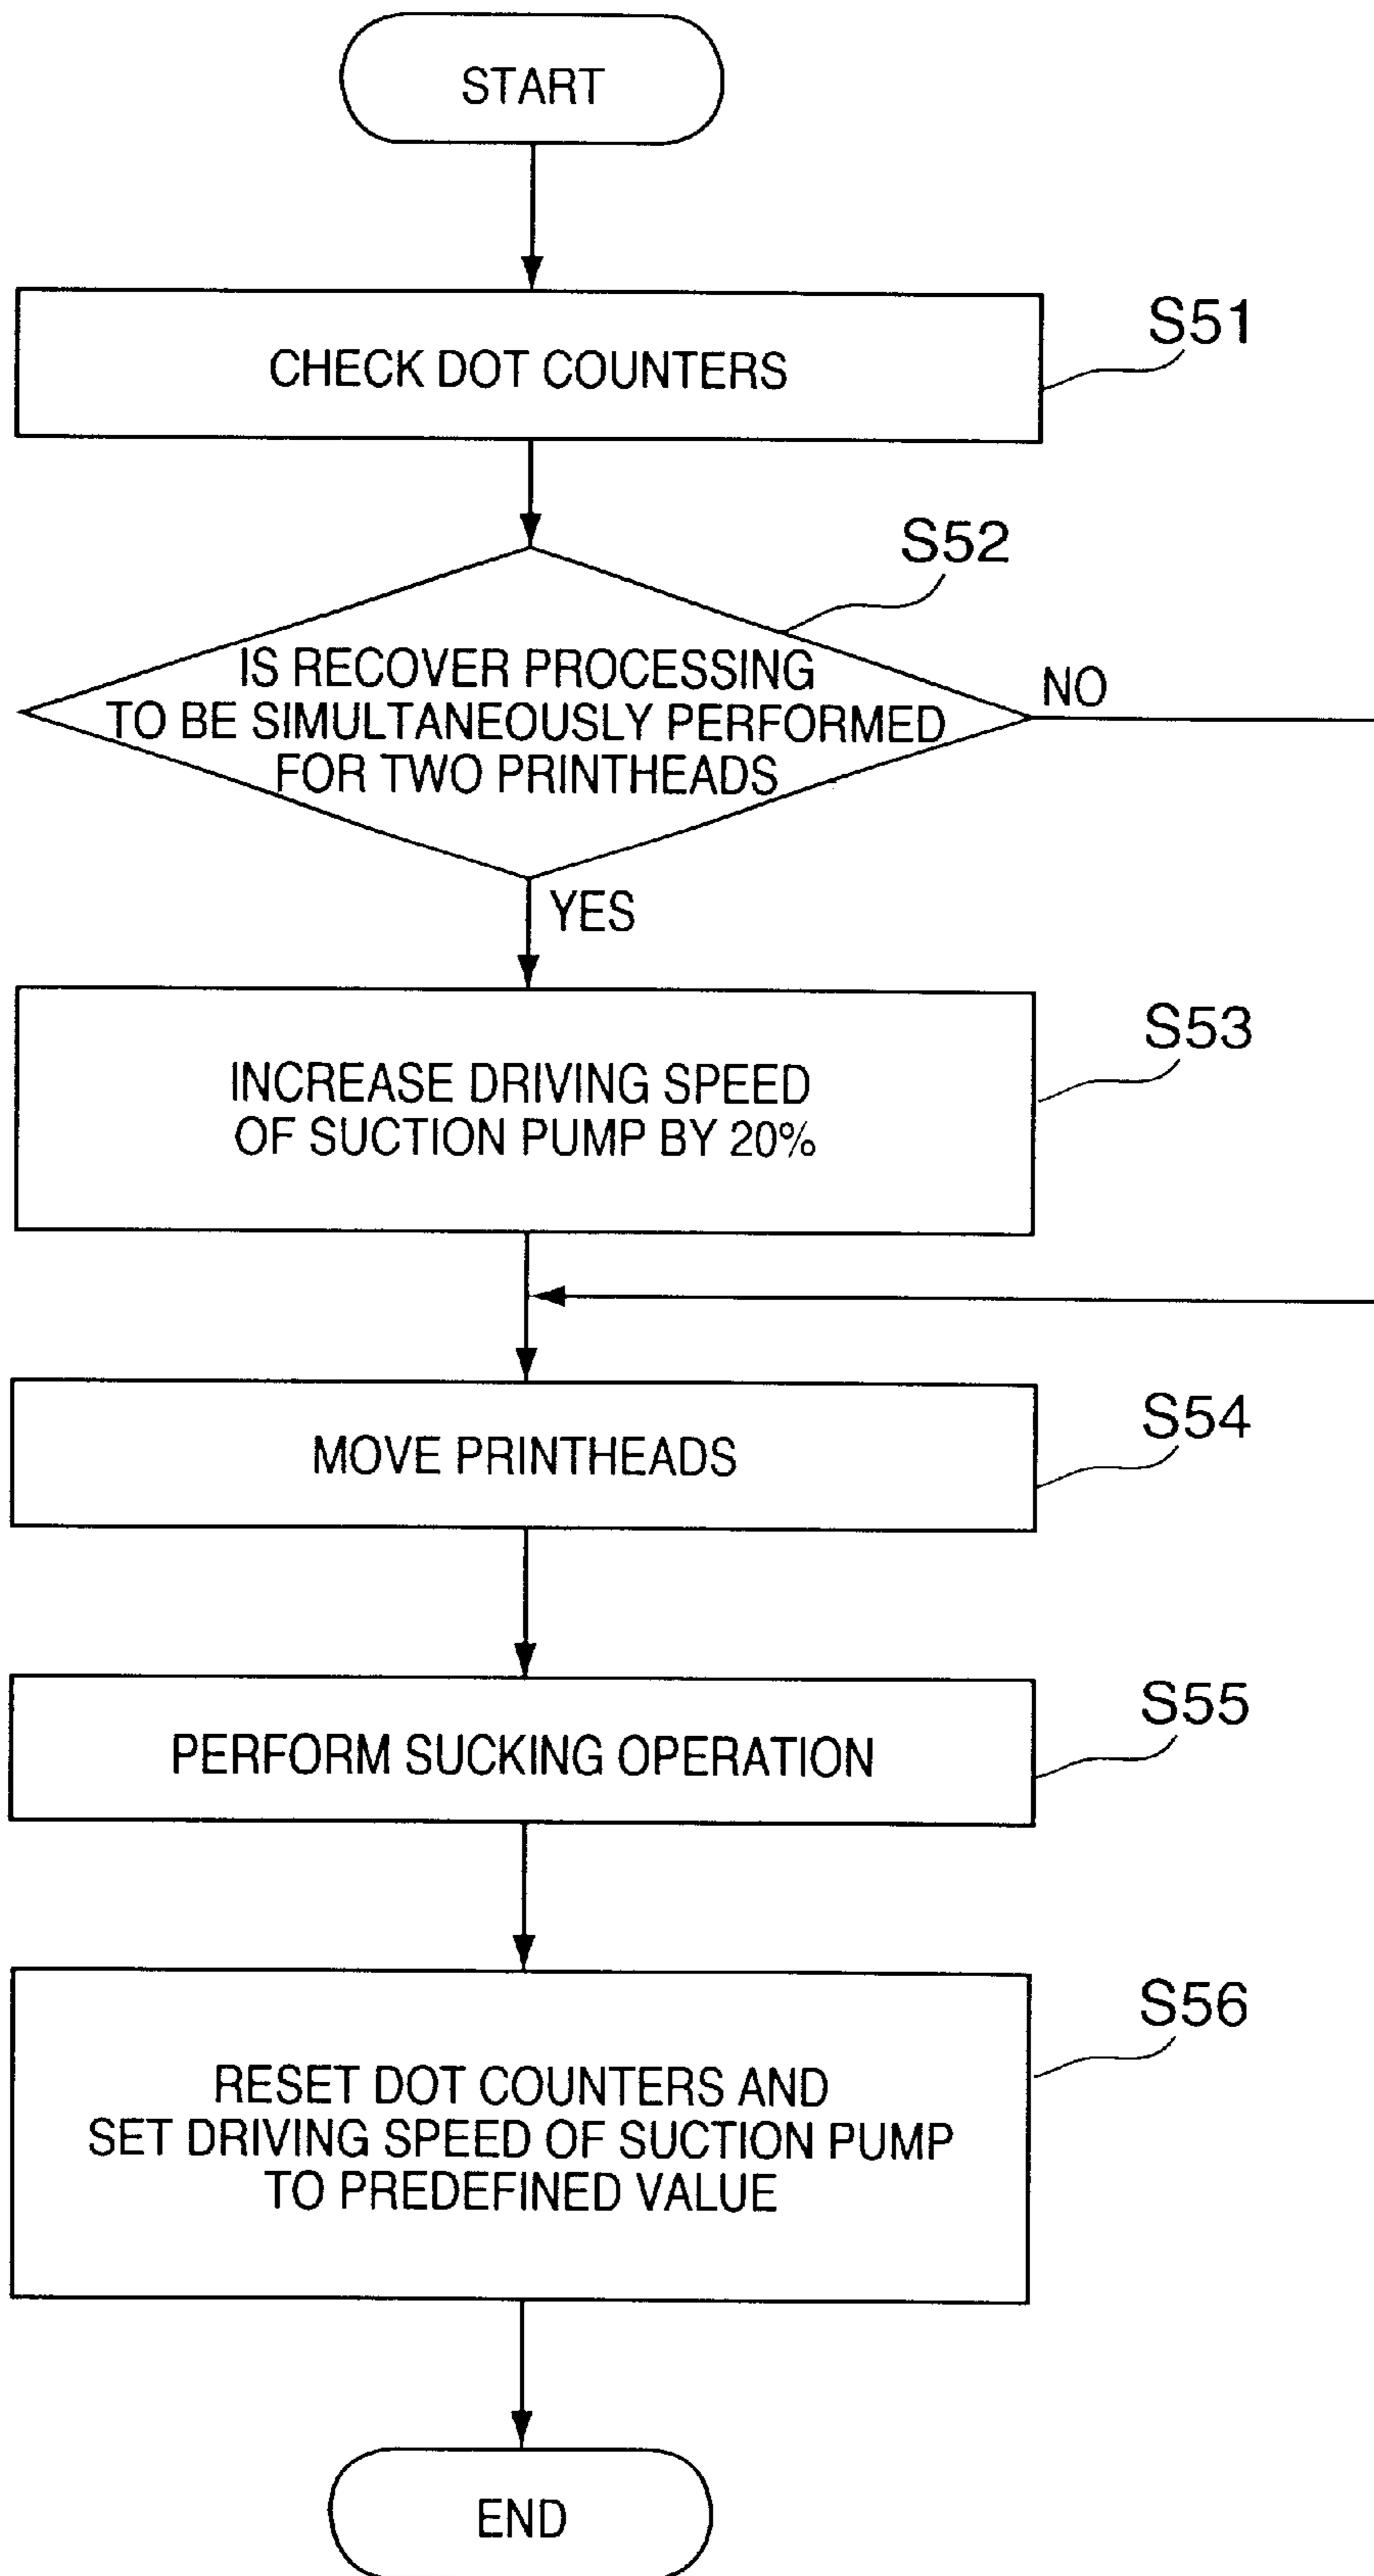 START
CHECK DOT COUNTERS
S51
S52
IS RECOVER PROCESSING
TO BE SIMULTANEOUSLY PERFORMED
FOR TWO PRINTHEADS
NO
YES
INCREASE DRIVING SPEED
OF SUCTION PUMP BY 20%
S53
MOVE PRINTHEADS
S54
PERFORM SUCKING OPERATION
S55
RESET DOT COUNTERS AND
SET DRIVING SPEED OF SUCTION PUMP
TO PREDEFINED VALUE
S56
END